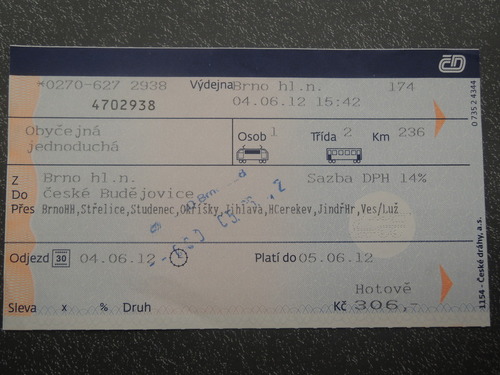 ČD
*0270-627 2938 Výdejna Brno hl.n. 174
4702938 04.06.12 15:42
Obyčejná
jednoduchá
Osob 1 Třída 2 Km 236
Z Brno hl.n. Sazba DPH 14%
Do České Budějovice
Přes BrnoHH,Střelice,Studenec,Okříšky,Jihlava,HCerekev,JindřHr,Ves/Luž
Odjezd 30 04.06.12 Platí do 05.06.12
Hotově
Sleva x % Druh Kč 306,-
0 735 2 4344
1154 - České dráhy, a.s.